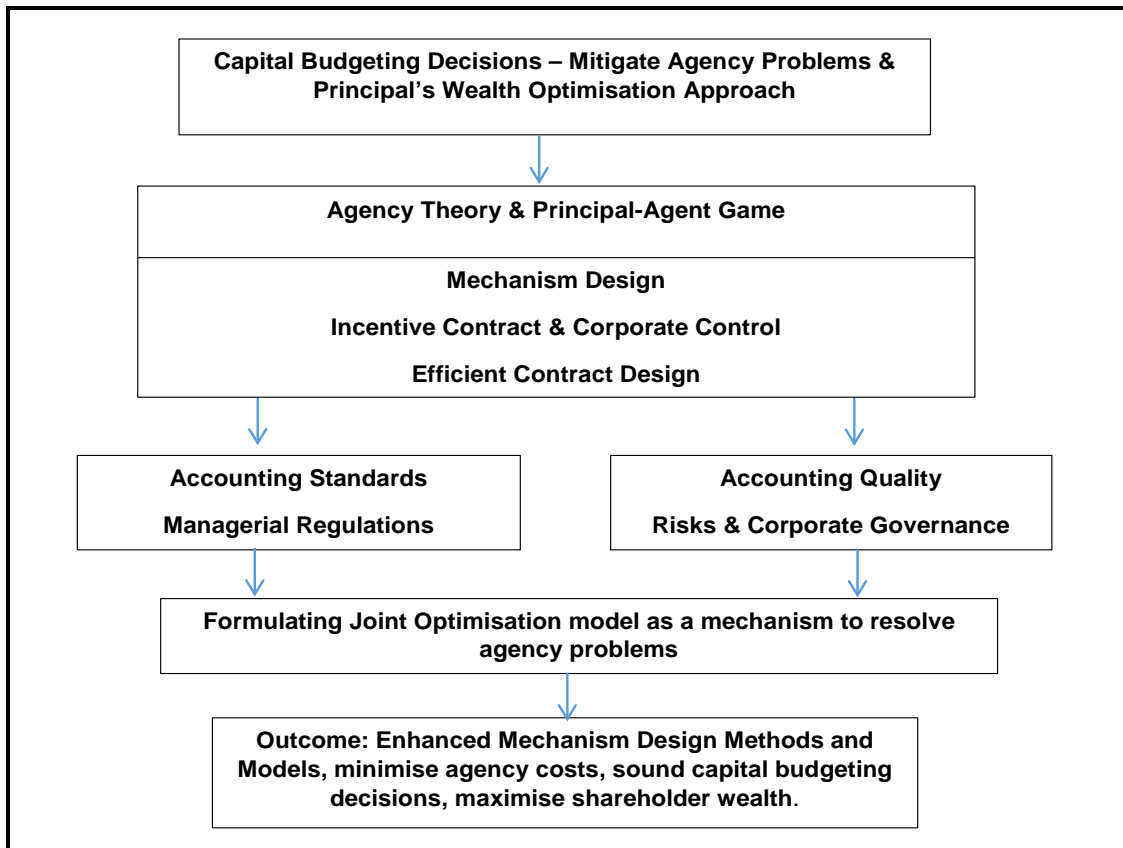 Capital Budgeting Decisions – Mitigate Agency Problems &
Principal's Wealth Optimisation Approach
Agency Theory & Principal-Agent Game
Mechanism Design
Incentive Contract & Corporate Control
Efficient Contract Design
Accounting Standards
Managerial Regulations
Accounting Quality
Risks & Corporate Governance
Formulating Joint Optimisation model as a mechanism to resolve
agency problems
Outcome: Enhanced Mechanism Design Methods and
Models, minimise agency costs, sound capital budgeting
decisions, maximise shareholder wealth.